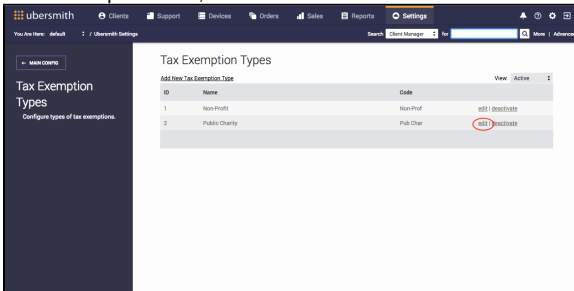 ubersmith Clients Support Devices Orders Sales Reports Settings
You Are Here: default / Ubersmith Settings Search Client Manager for More | Advanced
← MAIN CONFIG
Tax Exemption Types
Configure types of tax exemptions.
Tax Exemption Types
Add New Tax Exemption Type View: Active
ID Name Code
1 Non-Profit Non-Prof edit | deactivate
2 Public Charity Pub Char edit | deactivate